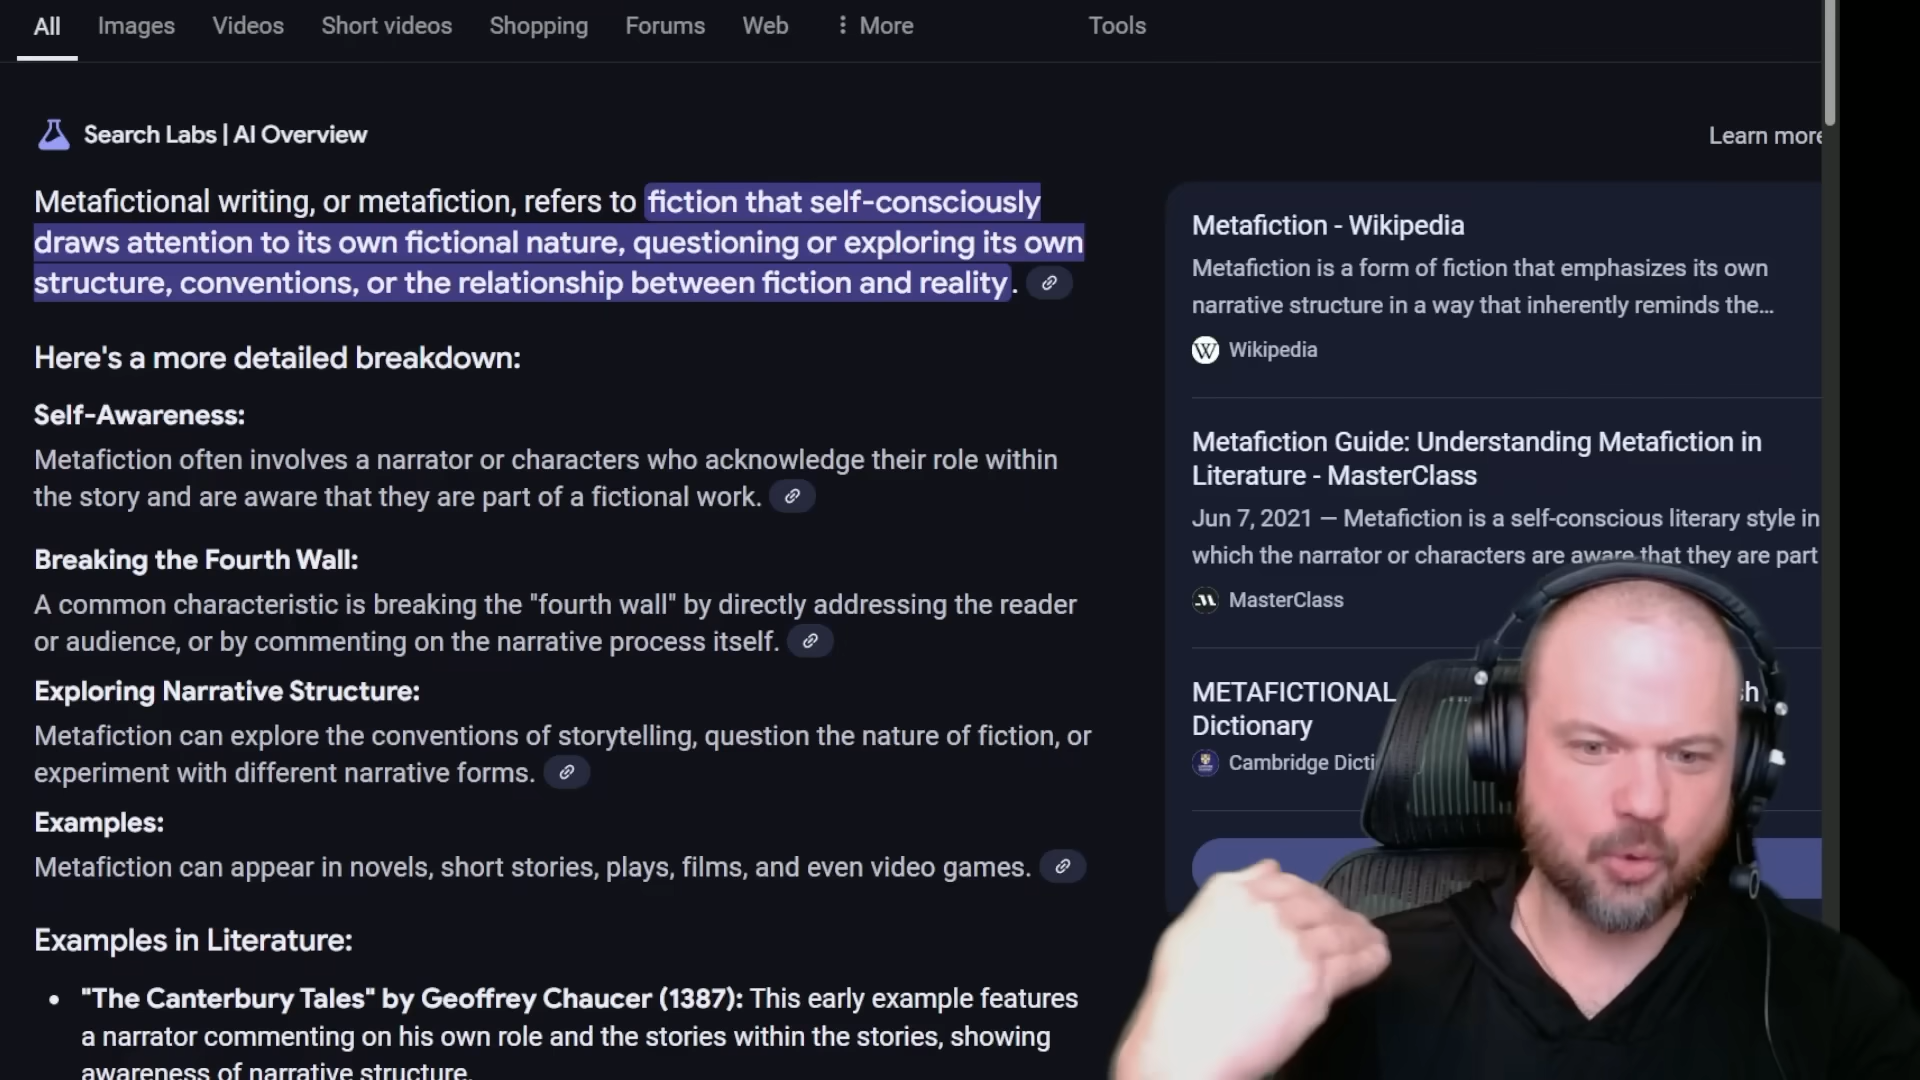 All Images Videos Short videos Shopping Forums Web More Tools
Search Labs | AI Overview
Learn more
Metafictional writing, or metafiction, refers to fiction that self-consciously
draws attention to its own fictional nature, questioning or exploring its own
structure, conventions, or the relationship between fiction and reality.
Here's a more detailed breakdown:
Self-Awareness:
Metafiction often involves a narrator or characters who acknowledge their role within
the story and are aware that they are part of a fictional work.
Breaking the Fourth Wall:
A common characteristic is breaking the "fourth wall" by directly addressing the reader
or audience, or by commenting on the narrative process itself.
Exploring Narrative Structure:
Metafiction can explore the conventions of storytelling, question the nature of fiction, or
experiment with different narrative forms.
Examples:
Metafiction can appear in novels, short stories, plays, films, and even video games.
Examples in Literature:
• "The Canterbury Tales" by Geoffrey Chaucer (1387): This early example features
a narrator commenting on his own role and the stories within the stories, showing
awareness of narrative structure.
Metafiction - Wikipedia
Metafiction is a form of fiction that emphasizes its own
narrative structure in a way that inherently reminds the...
Wikipedia
Metafiction Guide: Understanding Metafiction in
Literature - MasterClass
Jun 7, 2021 — Metafiction is a self-conscious literary style in
which the narrator or characters are aware that they are part
MasterClass
METAFICTIONAL
Dictionary
Cambridge Dicti